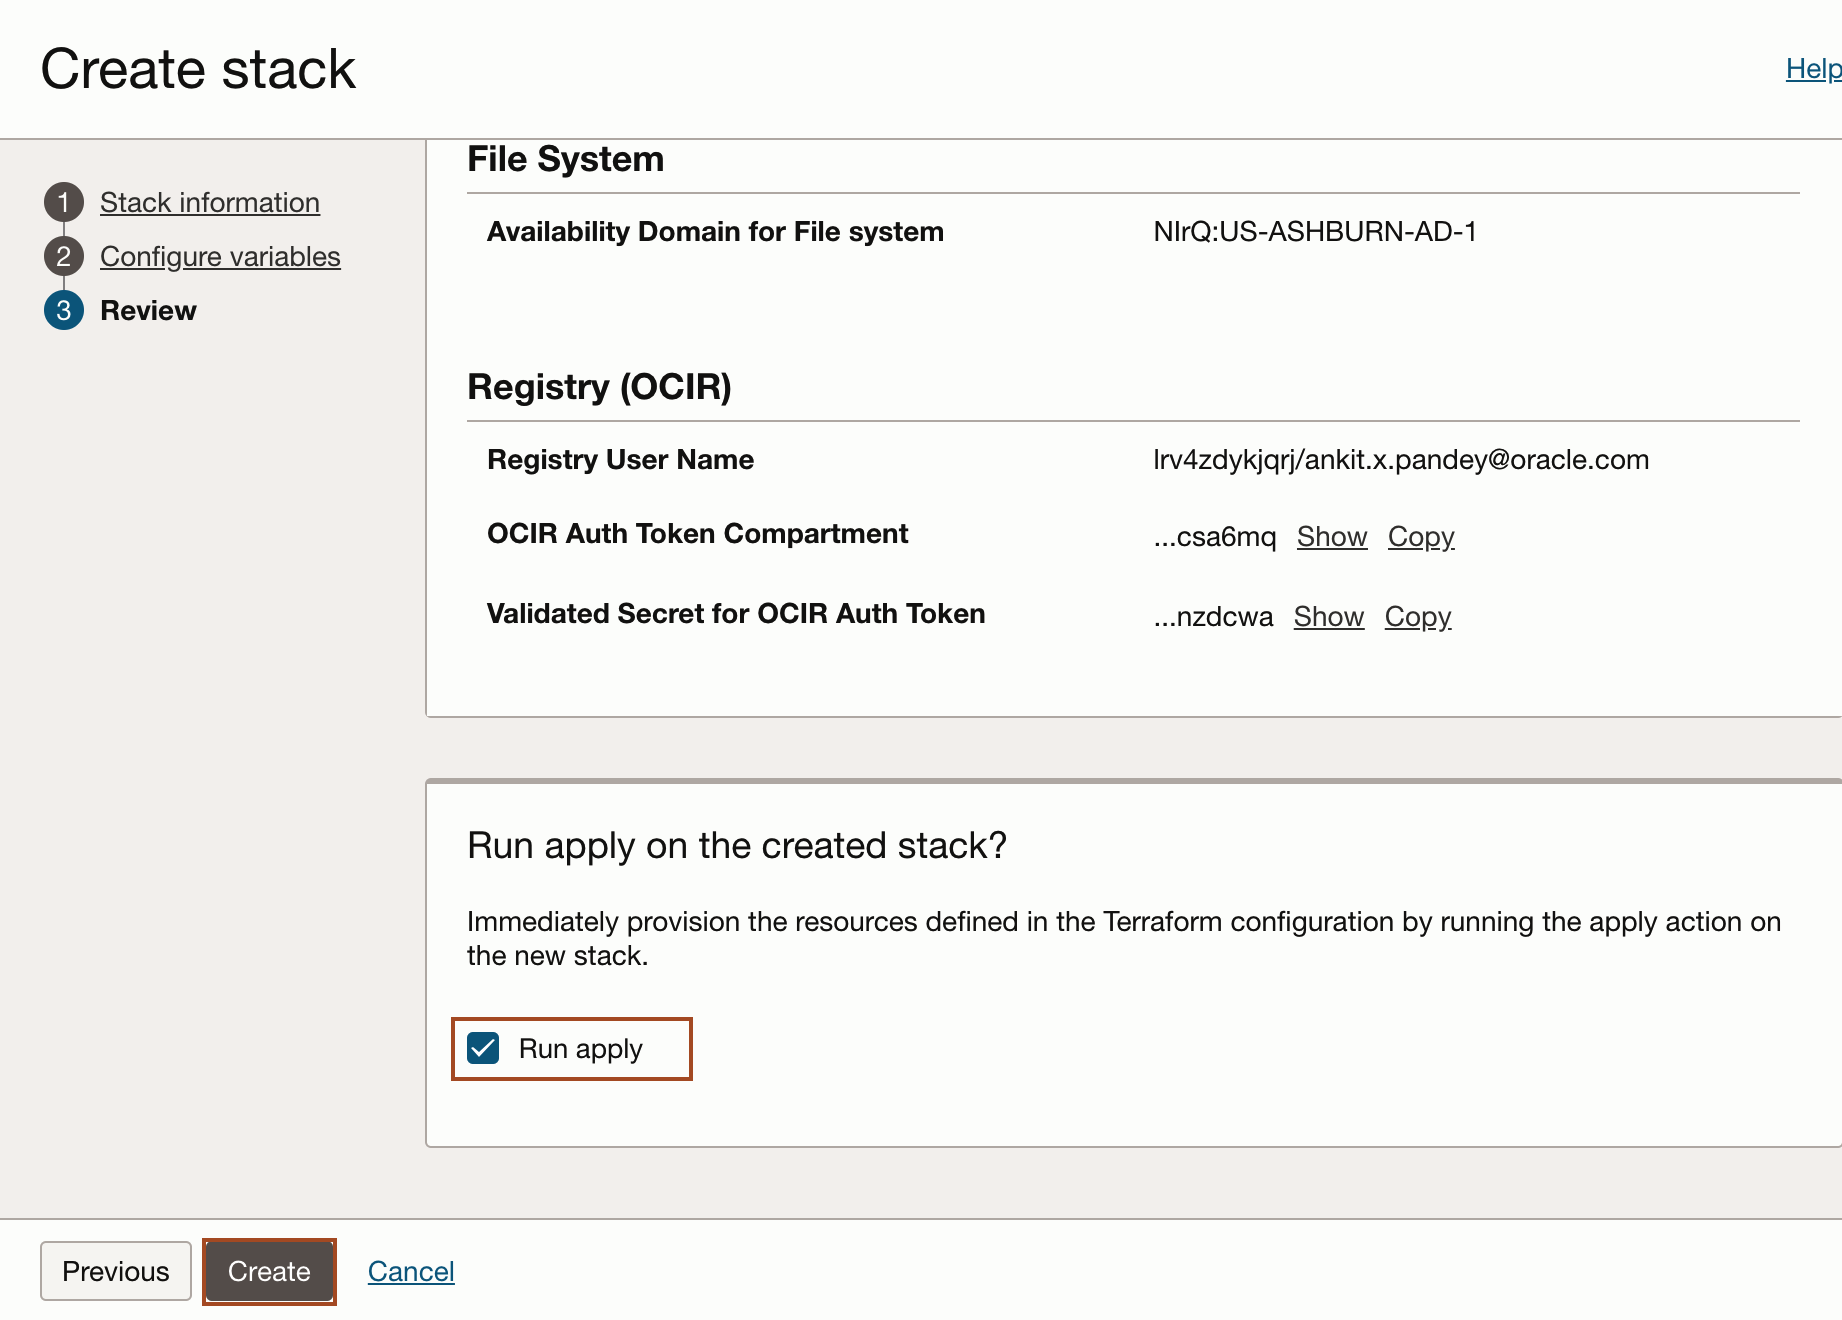 Create stack
Help
1 Stack information
2 Configure variables
3 Review
File System
Availability Domain for File system NIrQ:US-ASHBURN-AD-1
Registry (OCIR)
Registry User Name lrv4zdykjqrj/ankit.x.pandey@oracle.com
OCIR Auth Token Compartment ...csa6mq Show Copy
Validated Secret for OCIR Auth Token ...nzdcwa Show Copy
Run apply on the created stack?
Immediately provision the resources defined in the Terraform configuration by running the apply action on
the new stack.
Run apply
Previous Create Cancel